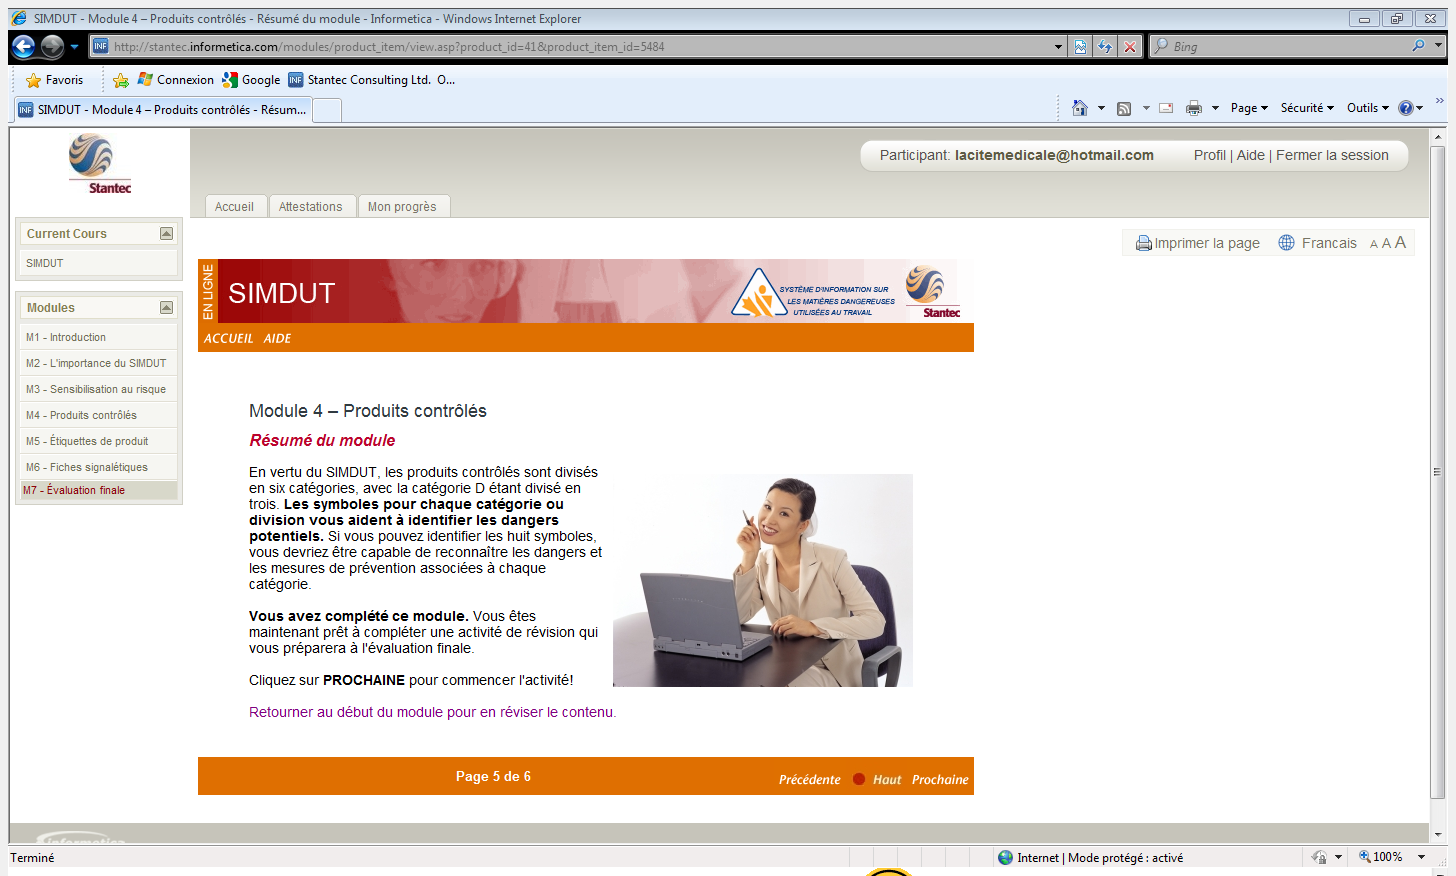 SIMDUT - Module 4 – Produits contrôlés - Résumé du module - Informetica - Windows Internet Explorer
INF http://stantec.informetica.com/modules/product_item/view.asp?product_id=41&product_item_id=5484
Bing
Favoris
Connexion
Google
INF Stantec Consulting Ltd. O...
INF SIMDUT - Module 4 – Produits contrôlés - Résum...
Page
Sécurité
Outils
Stantec
Participant: lacitemedicale@hotmail.com
Profil | Aide | Fermer la session
Accueil
Attestations
Mon progrès
Current Cours
SIMDUT
Modules
M1 - Introduction
M2 - L'importance du SIMDUT
M3 - Sensibilisation au risque
M4 - Produits contrôlés
M5 - Étiquettes de produit
M6 - Fiches signalétiques
M7 - Évaluation finale
Imprimer la page
Francais
A A A
EN LIGNE
SIMDUT
SYSTÈME D'INFORMATION SUR
LES MATIÈRES DANGEREUSES
UTILISÉES AU TRAVAIL
Stantec
ACCUEIL AIDE
Module 4 – Produits contrôlés
Résumé du module
En vertu du SIMDUT, les produits contrôlés sont divisés
en six catégories, avec la catégorie D étant divisé en
trois. Les symboles pour chaque catégorie ou
division vous aident à identifier les dangers
potentiels. Si vous pouvez identifier les huit symboles,
vous devriez être capable de reconnaître les dangers et
les mesures de prévention associées à chaque
catégorie.
Vous avez complété ce module. Vous êtes
maintenant prêt à compléter une activité de révision qui
vous préparera à l'évaluation finale.
Cliquez sur PROCHAINE pour commencer l'activité!
Retourner au début du module pour en réviser le contenu.
Page 5 de 6
Précédente
Haut
Prochaine
informetica
Terminé
Internet | Mode protégé : activé
100%